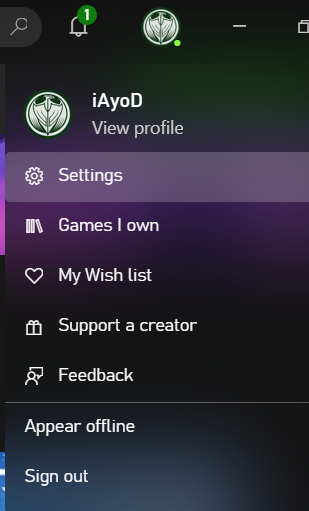 1
iAyoD
View profile
Settings
Games I own
My Wish list
Support a creator
Feedback
Appear offline
Sign out